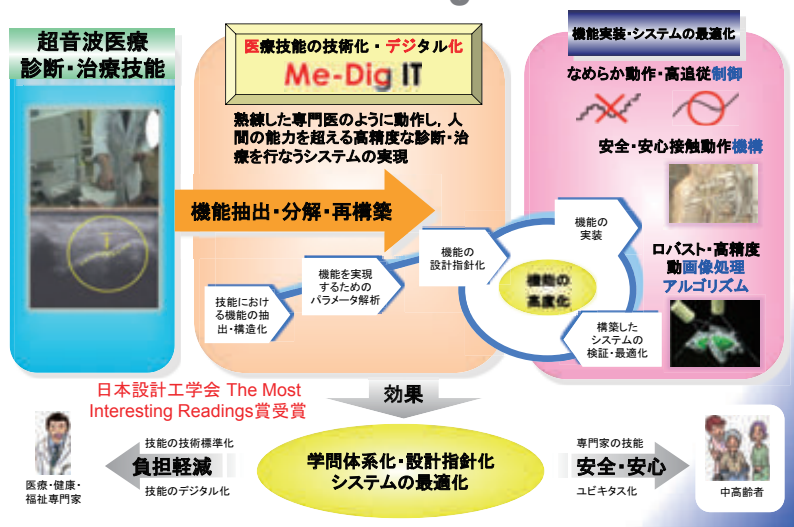 超音波医療
診断・治療技能
医療技能の技術化・デジタル化
Me-Dig IT
熟練した専門医のように動作し，人
間の能力を超える高精度な診断・治
療を行なうシステムの実現
機能抽出・分解・再構築
技能における機能の抽
出・構造化
機能を実現
するための
パラメータ解析
機能の
設計指針化
機能の
実装
機能の
高度化
構築した
システムの
検証・最適化
機能実装・システムの最適化
なめらか動作・高追従制御
安全・安心接触動作機構
ロバスト・高精度
動画像処理
アルゴリズム
日本設計工学会 The Most
Interesting Readings賞受賞
効果
医療・健康・
福祉専門家
技能の技術標準化
負担軽減
技能のデジタル化
学問体系化・設計指針化
システムの最適化
専門家の技能
安全・安心
ユビキタス化
中高齢者